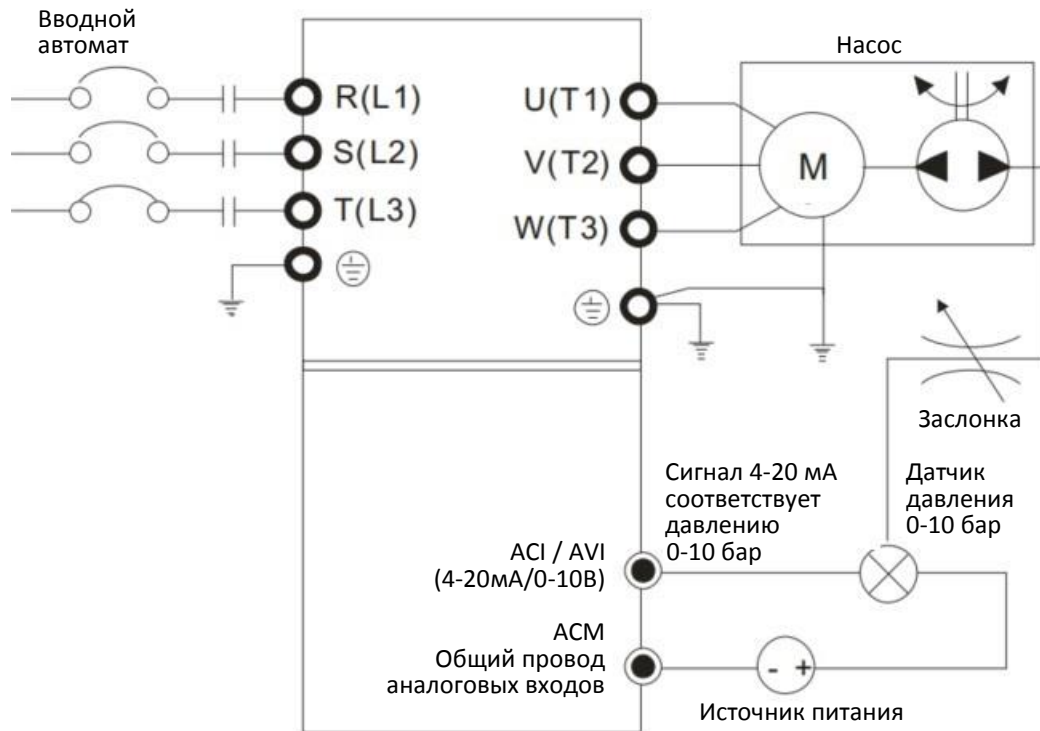 Вводной
автомат
Насос
R(L1)
U(T1)
S(L2)
V(T2)
M
T(L3)
W(T3)
Заслонка
Сигнал 4-20 мА
соответствует
давлению
0-10 бар
Датчик
давления
0-10 бар
ACI / AVI
(4-20мА/0-10В)
ACM
Общий провод
аналоговых входов
- +
Источник питания